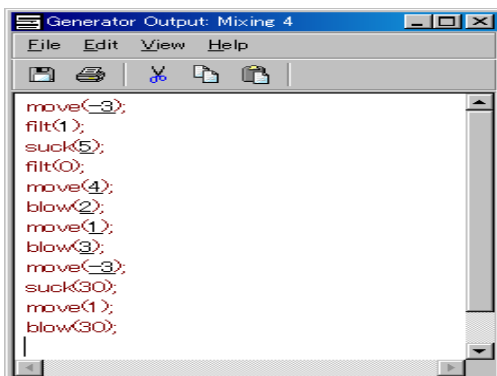 Generator Output: Mixing 4
File Edit View Help
move(-3);
filt(1);
suck(5);
filt(0);
move(4);
blow(2);
move(1);
blow(3);
move(-3);
suck(30);
move(1);
blow(30);